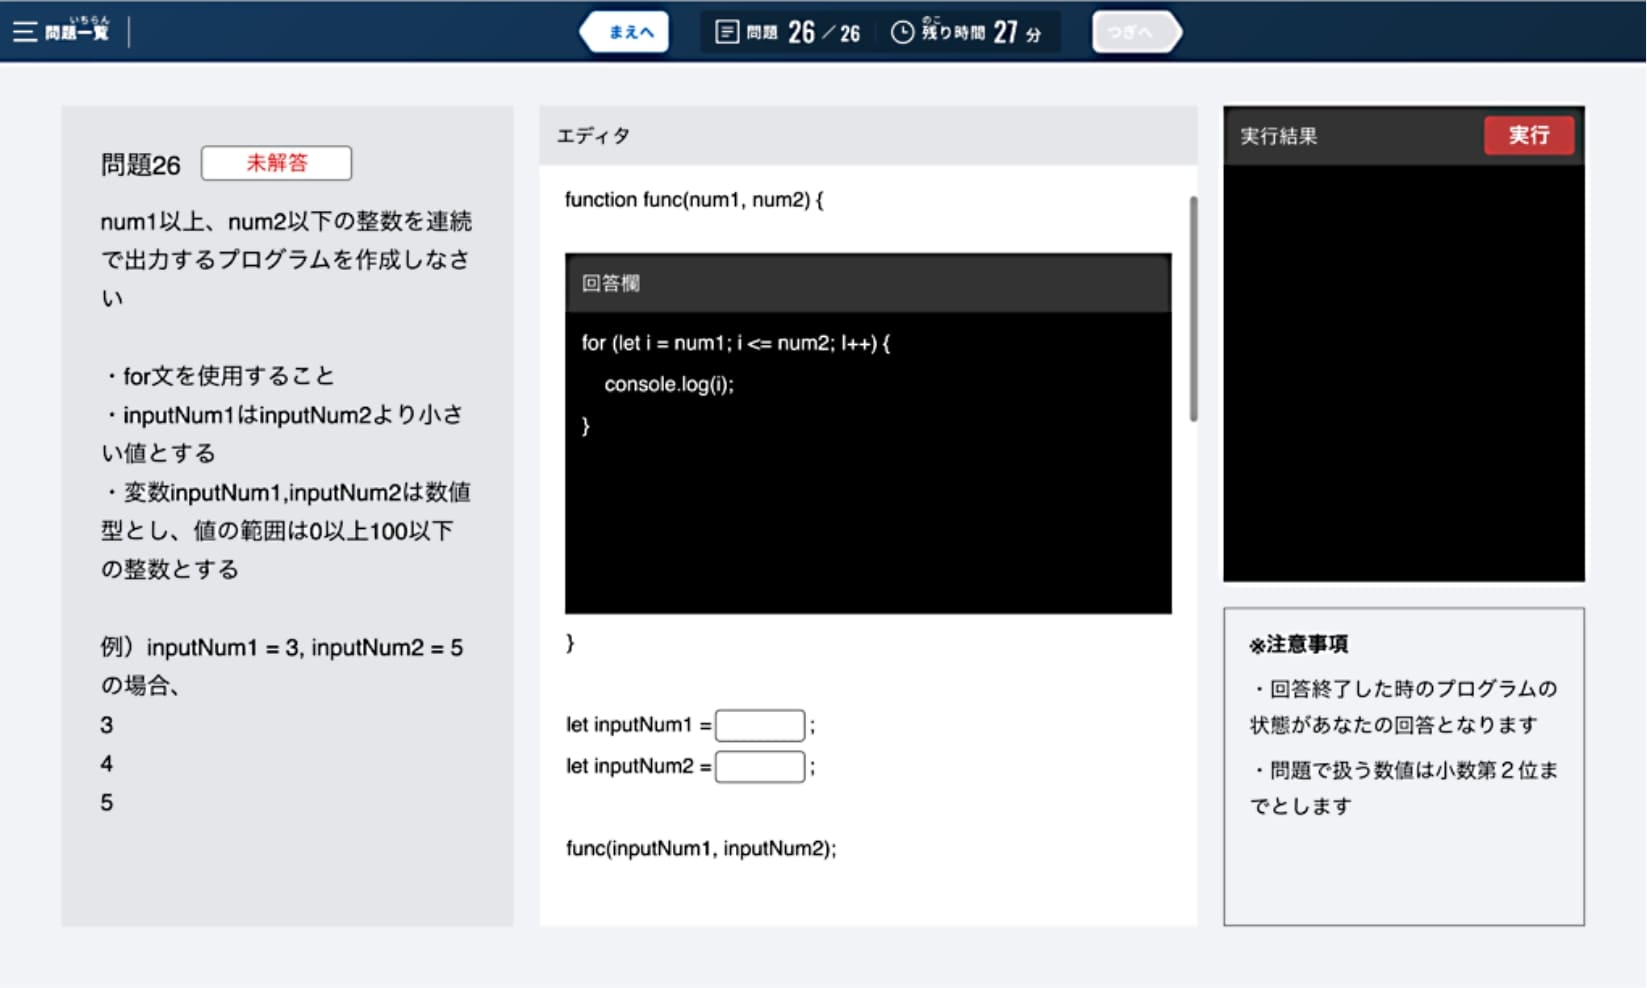 いちらん
問題一覧
まえへ
問題 26 / 26
のこ
残り時間 27 分
つぎへ
問題26
未解答
num1以上、num2以下の整数を連続
で出力するプログラムを作成しなさ
い
・for文を使用すること
・inputNum1はinputNum2より小さ
い値とする
・変数inputNum1,inputNum2は数値
型とし、値の範囲は0以上100以下
の整数とする
例）inputNum1 = 3, inputNum2 = 5
の場合、
3
4
5
エディタ
function func(num1, num2) {
回答欄
for (let i = num1; i <= num2; I++) {
console.log(i);
}
}
let inputNum1 = ;
let inputNum2 = ;
func(inputNum1, inputNum2);
実行結果
実行
※注意事項
・回答終了した時のプログラムの
状態があなたの回答となります
・問題で扱う数値は小数第２位ま
でとします